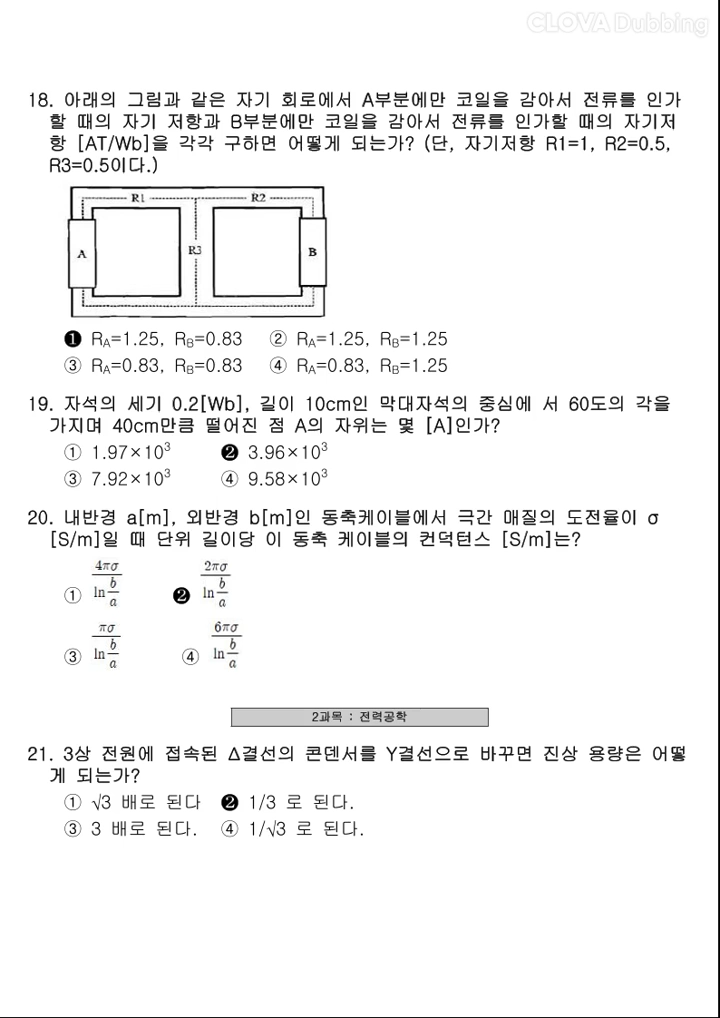 CLOVA Dubbing
18. 아래의 그림과 같은 자기 회로에서 A부분에만 코일을 감아서 전류를 인가
할 때의 자기 저항과 B부분에만 코일을 감아서 전류를 인가할 때의 자기저
항 [AT/Wb]을 각각 구하면 어떻게 되는가? (단, 자기저항 R1=1, R2=0.5,
R3=0.5이다.)
R1 R2
A R3 B
❶ RA=1.25, RB=0.83 ② RA=1.25, RB=1.25
③ RA=0.83, RB=0.83 ④ RA=0.83, RB=1.25
19. 자석의 세기 0.2[Wb], 길이 10cm인 막대자석의 중심에 서 60도의 각을
가지며 40cm만큼 떨어진 점 A의 자위는 몇 [A]인가?
① 1.97×10³ ❷ 3.96×10³
③ 7.92×10³ ④ 9.58×10³
20. 내반경 a[m], 외반경 b[m]인 동축케이블에서 극간 매질의 도전율이 σ
[S/m]일 때 단위 길이당 이 동축 케이블의 컨덕턴스 [S/m]는?
① 4πσ / ln b/a ❷ 2πσ / ln b/a
③ πσ / ln b/a ④ 6πσ / ln b/a
2과목 : 전력공학
21. 3상 전원에 접속된 Δ결선의 콘덴서를 Y결선으로 바꾸면 진상 용량은 어떻
게 되는가?
① √3 배로 된다 ❷ 1/3 로 된다.
③ 3 배로 된다. ④ 1/√3 로 된다.